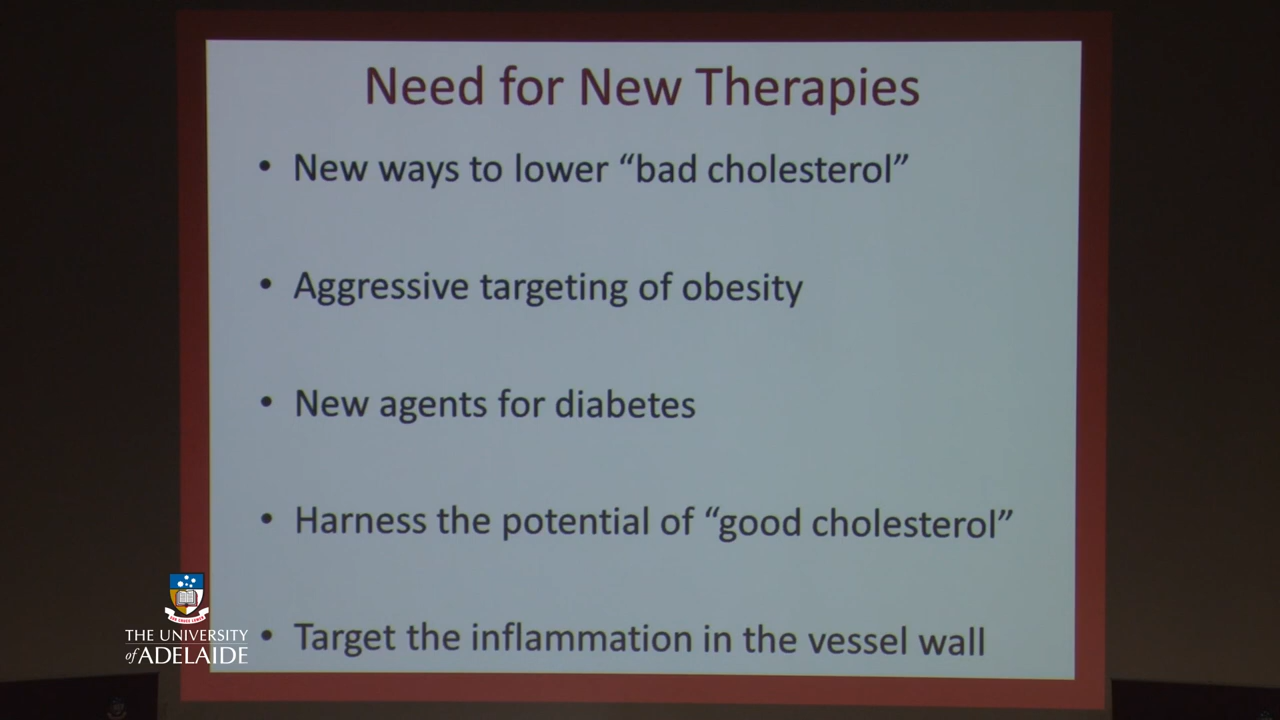 Need for New Therapies
• New ways to lower “bad cholesterol”
• Aggressive targeting of obesity
• New agents for diabetes
• Harness the potential of “good cholesterol”
• Target the inflammation in the vessel wall
THE UNIVERSITY
of ADELAIDE